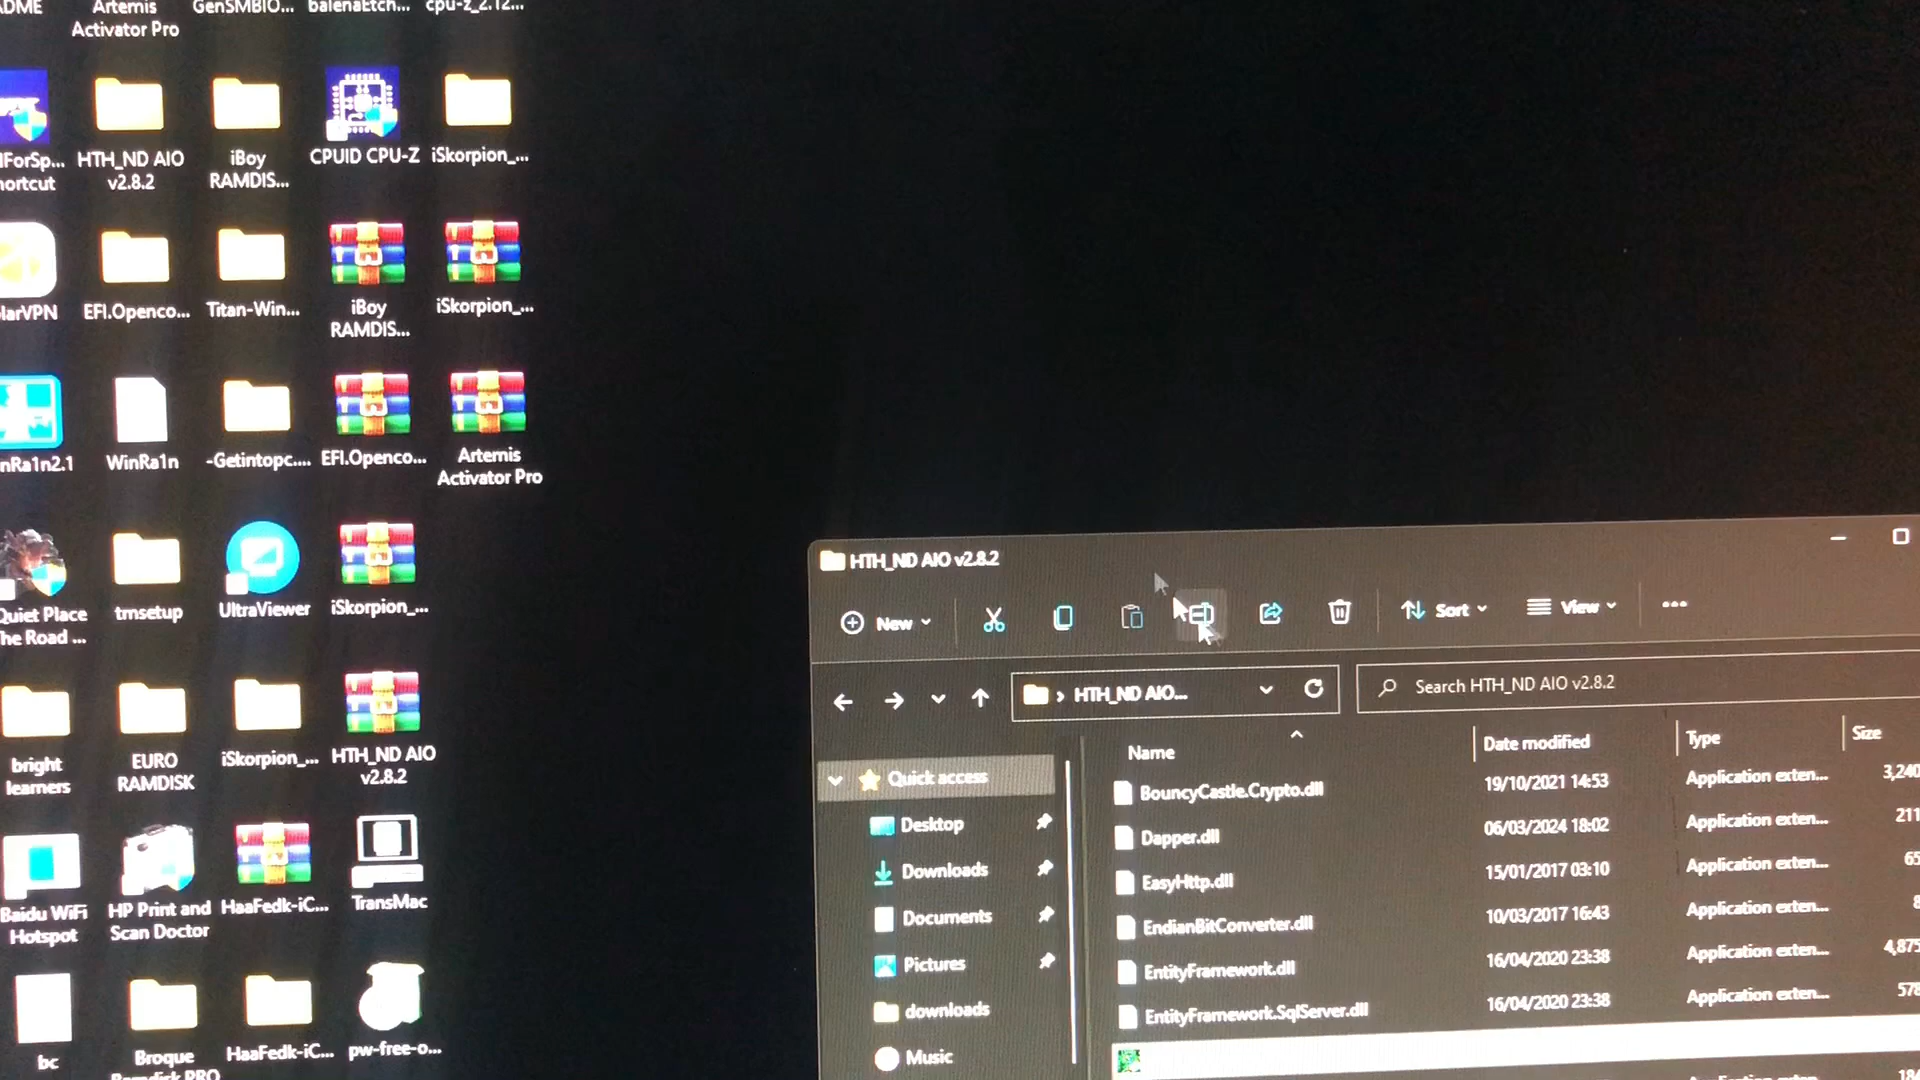 Artemis
Activator Pro
GenSMBIO...
balenaEtch...
cpu-z_2.12...
HTH_ND AIO
v2.8.2
iBoy
RAMDIS...
CPUID CPU-Z
iSkorpion_...
EFI.Openco...
Titan-Win...
iBoy
RAMDIS...
iSkorpion_...
WinRa1n
-Getintopc....
EFI.Openco...
Artemis
Activator Pro
Quiet Place
The Road ...
tmsetup
UltraViewer
iSkorpion_...
bright
learners
EURO
RAMDISK
iSkorpion_...
HTH_ND AIO
v2.8.2
Baidu WiFi
Hotspot
HP Print and
Scan Doctor
HaaFedk-iC...
TransMac
bc
Broque
Ramdisk PRO
HaaFedk-iC...
pw-free-o...
HTH_ND AIO v2.8.2
New
Sort
View
HTH_ND AIO...
Search HTH_ND AIO v2.8.2
Name
Date modified
Type
Size
Quick access
Desktop
Downloads
Documents
Pictures
downloads
Music
BouncyCastle.Crypto.dll 19/10/2021 14:53 Application exten... 3,240
Dapper.dll 06/03/2024 18:02 Application exten... 211
EasyHttp.dll 15/01/2017 03:10 Application exten... 65
EndianBitConverter.dll 10/03/2017 16:43 Application exten... 8
EntityFramework.dll 16/04/2020 23:38 Application exten... 4,875
EntityFramework.SqlServer.dll 16/04/2020 23:38 Application exten... 578